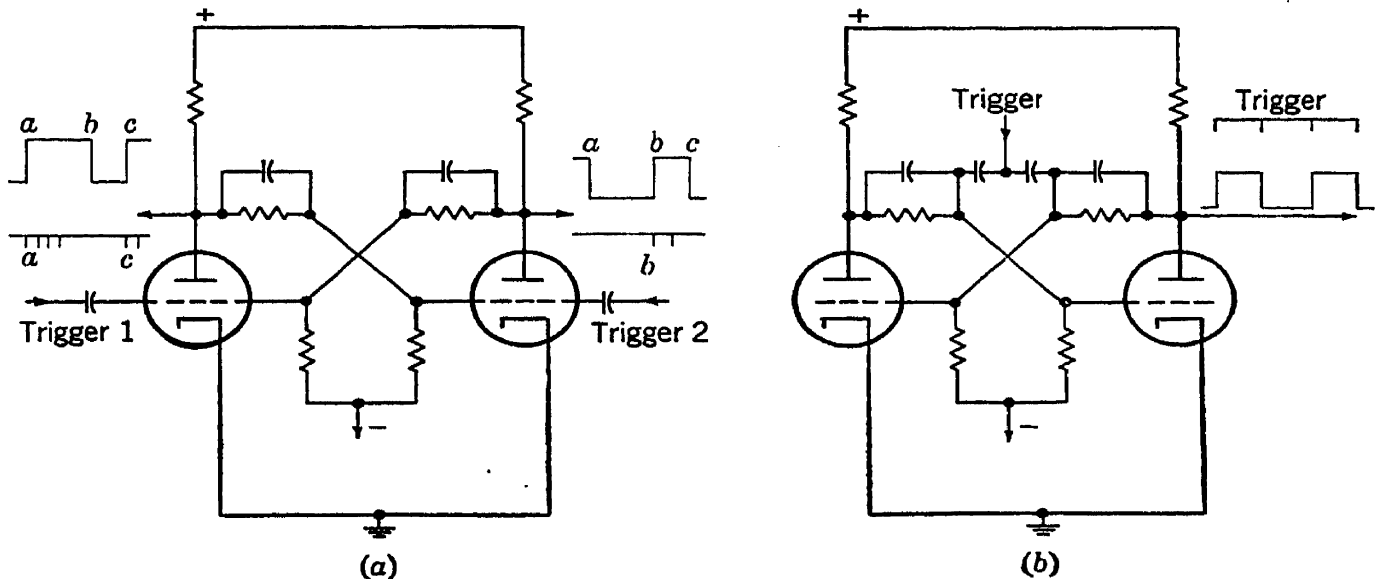 +
a b c
a c
Trigger 1
a b c
b
Trigger 2
−
(a)
+
Trigger
Trigger
−
(b)